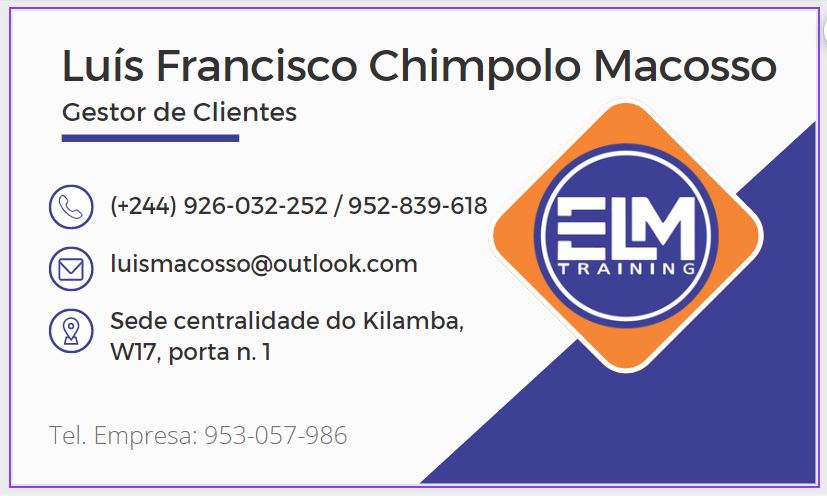 Luís Francisco Chimpolo Macosso
Gestor de Clientes
(+244) 926-032-252 / 952-839-618
luismacosso@outlook.com
Sede centralidade do Kilamba,
W17, porta n. 1
Tel. Empresa: 953-057-986
ELM
TRAINING